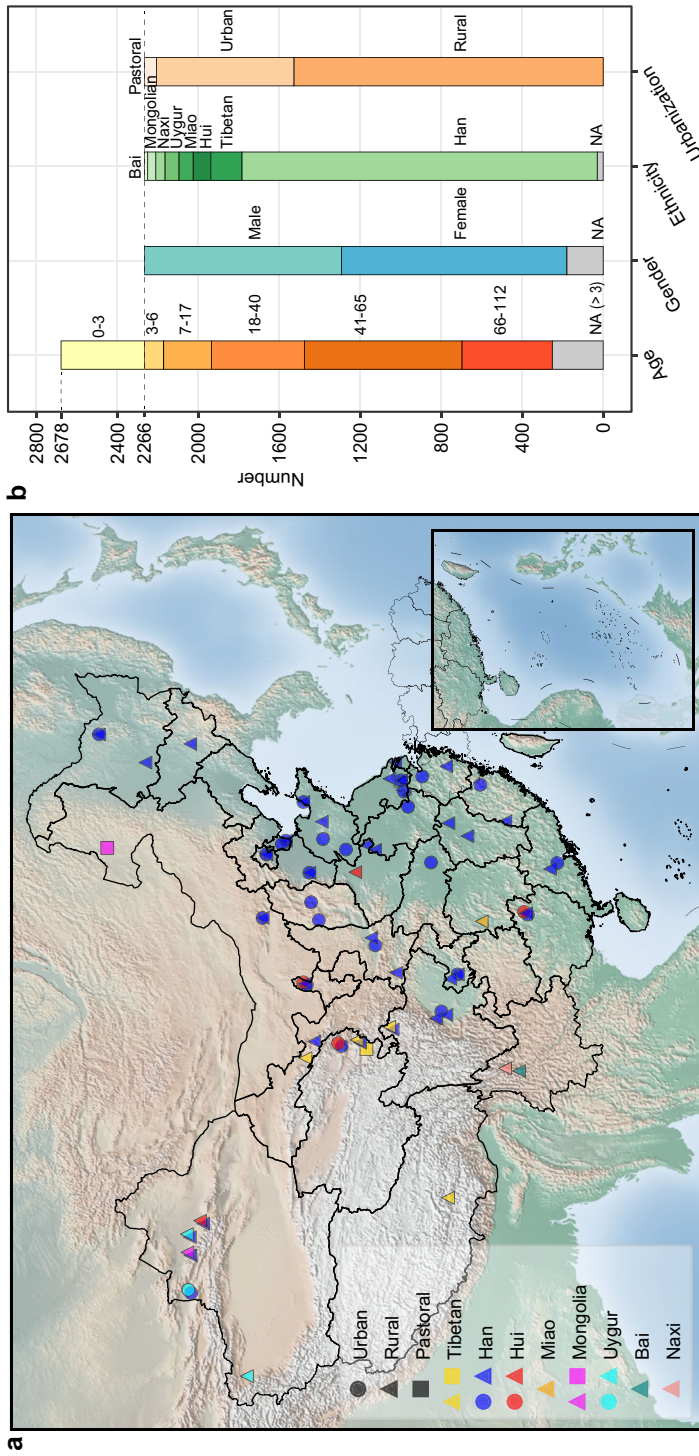 a
Urban
Rural
Pastoral
Tibetan
Han
Hui
Miao
Mongolia
Uygur
Bai
Naxi
b
Number
2800
2678
2400
2266
2000
1600
1200
800
400
0
0-3
3-6
7-17
18-40
41-65
66-112
NA (> 3)
Male
Female
NA
Bai
Mongolian
Naxi
Uygur
Miao
Hui
Tibetan
Han
NA
Pastoral
Urban
Rural
Age
Gender
Ethnicity
Urbanization